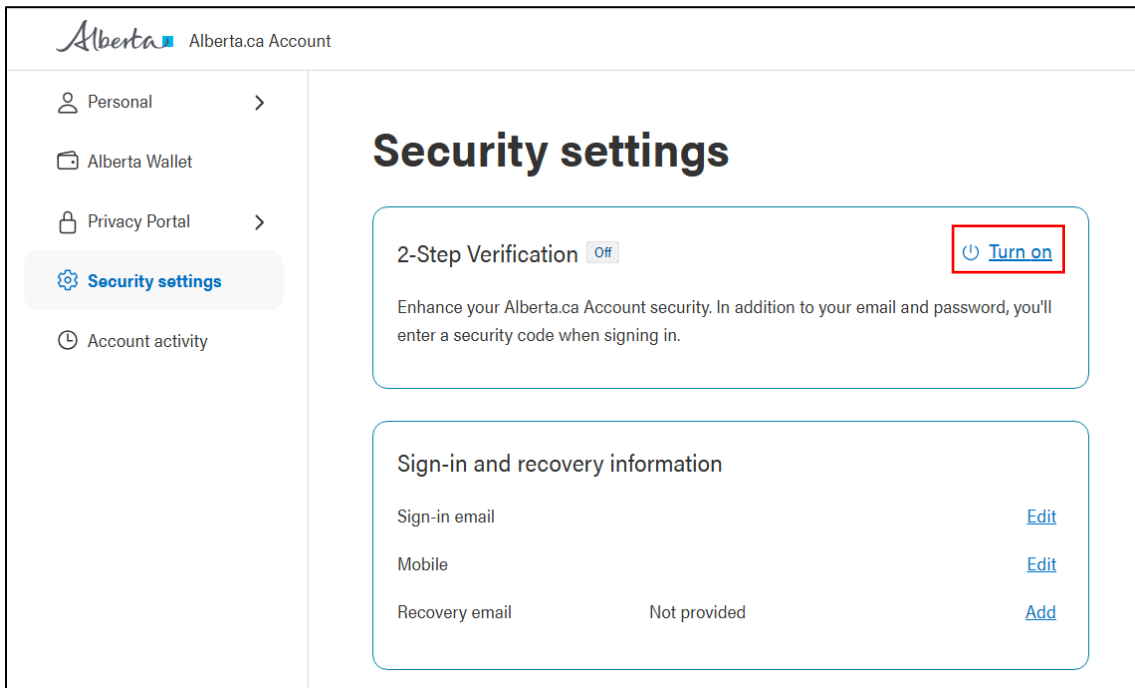 Alberta Alberta.ca Account
Personal
Alberta Wallet
Privacy Portal
Security settings
Account activity
Security settings
2-Step Verification Off Turn on
Enhance your Alberta.ca Account security. In addition to your email and password, you'll
enter a security code when signing in.
Sign-in and recovery information
Sign-in email Edit
Mobile Edit
Recovery email Not provided Add